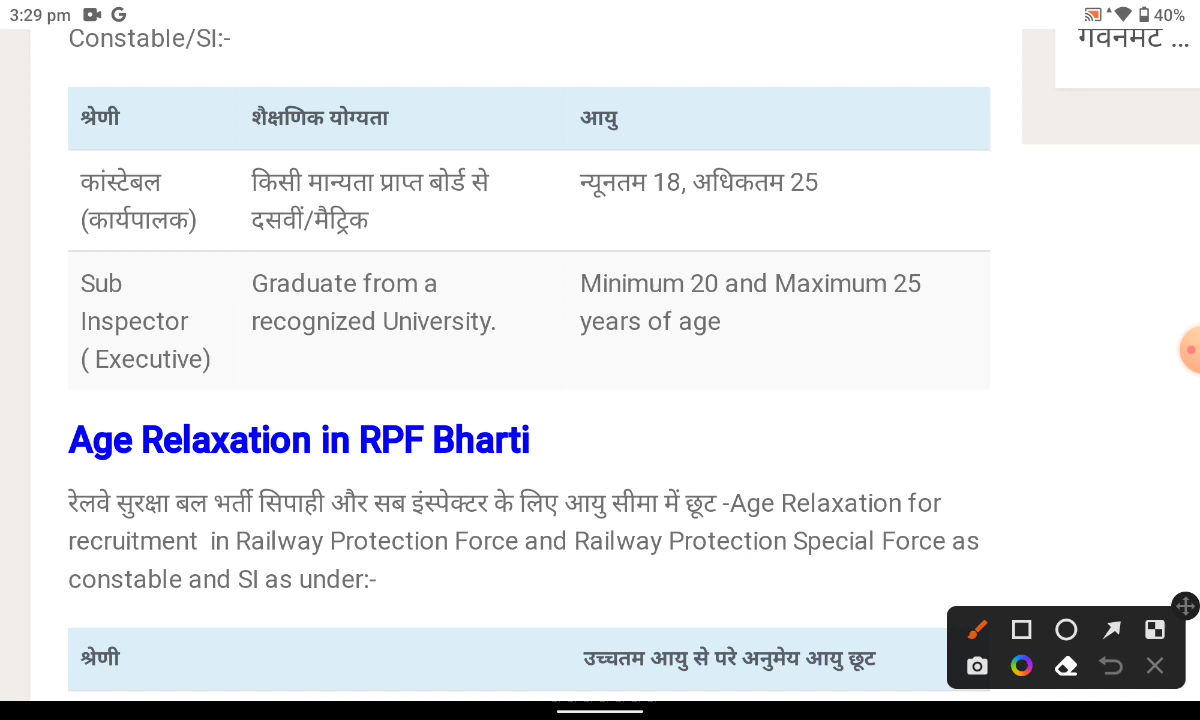 3:29 pm
40%
Constable/SI:-
गवर्नमेंट ...
श्रेणी शैक्षणिक योग्यता आयु
कांस्टेबल किसी मान्यता प्राप्त बोर्ड से न्यूनतम 18, अधिकतम 25
(कार्यपालक) दसवीं/मैट्रिक
Sub Graduate from a Minimum 20 and Maximum 25
Inspector recognized University. years of age
( Executive)
Age Relaxation in RPF Bharti
रेलवे सुरक्षा बल भर्ती सिपाही और सब इंस्पेक्टर के लिए आयु सीमा में छूट -Age Relaxation for
recruitment in Railway Protection Force and Railway Protection Special Force as
constable and SI as under:-
श्रेणी उच्चतम आयु से परे अनुमेय आयु छूट